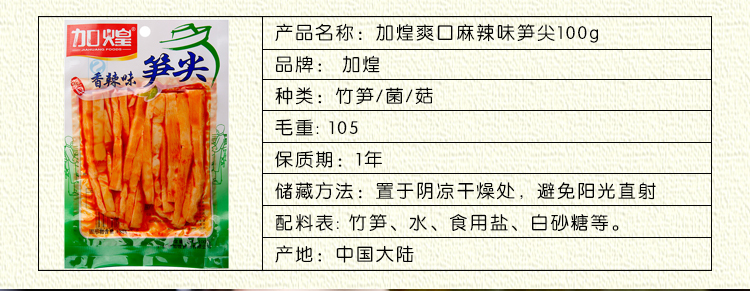 加煌
JIAHUANG FOODS
香辣味
笋尖
产品名称：加煌爽口麻辣味笋尖100g
品牌： 加煌
种类：竹笋/菌/菇
毛重: 105
保质期：1年
储藏方法：置于阴凉干燥处，避免阳光直射
配料表: 竹笋、水、食用盐、白砂糖等。
产地：中国大陆